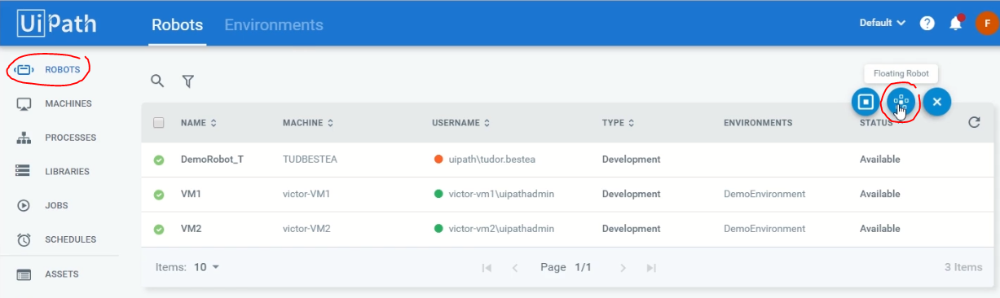 UiPath Robots Environments Default ? F
ROBOTS
Floating Robot
MACHINES
NAME MACHINE USERNAME TYPE ENVIRONMENTS STATUS
PROCESSES
DemoRobot_T TUDBESTEA uipath\tudor.bestea Development Available
LIBRARIES
VM1 victor-VM1 victor-vm1\uipathadmin Development DemoEnvironment Available
JOBS
VM2 victor-VM2 victor-vm2\uipathadmin Development DemoEnvironment Available
SCHEDULES
Items: 10 Page 1/1 3 Items
ASSETS